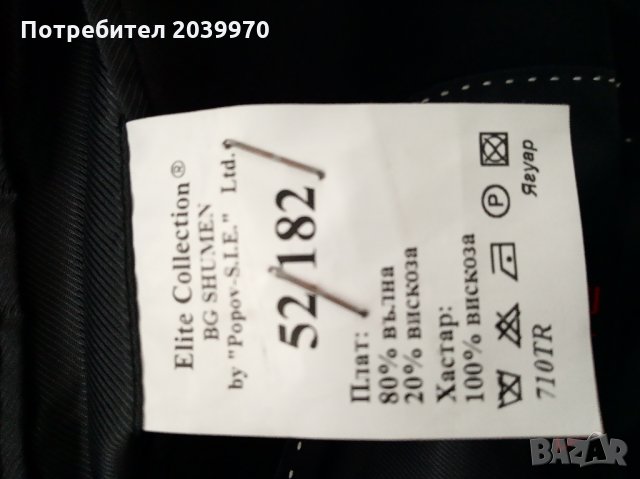 Потребител 2039970
Elite Collection®
BG SHUMEN
by "Popov-S.I.E." Ltd.
52/182
Плат:
80% вълна
20% вискоза
Хастар:
100% вискоза
P
710TR Ягуар
BAZAR